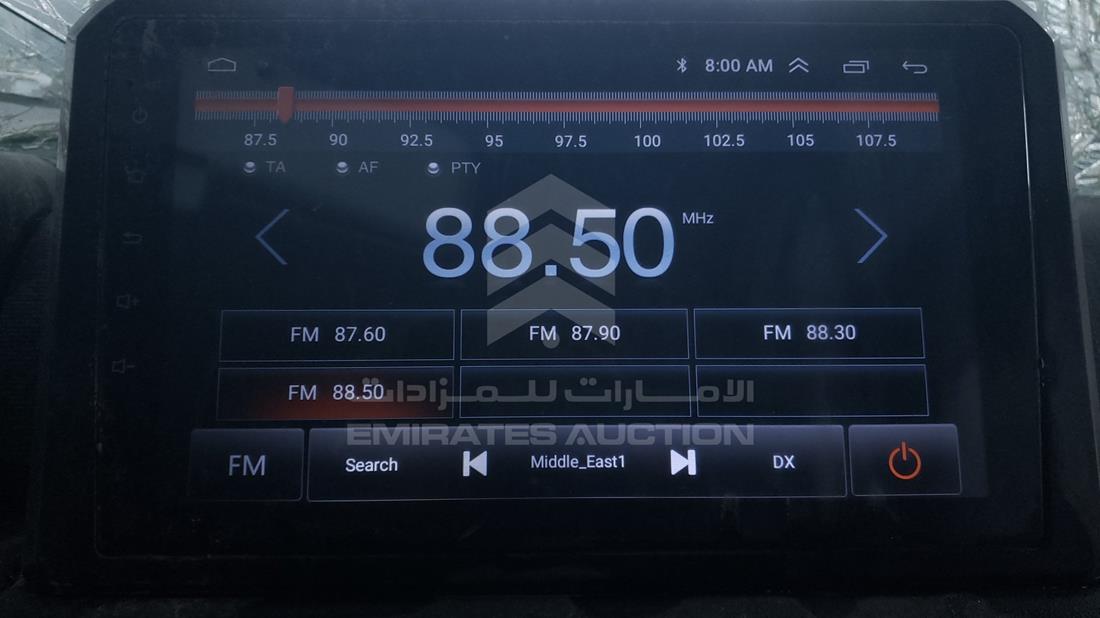 8:00 AM
87.5 90 92.5 95 97.5 100 102.5 105 107.5
TA AF PTY
88.50 MHz
FM 87.60 FM 87.90 FM 88.30
FM 88.50
الامارات للمزادات
EMIRATES AUCTION
FM Search Middle_East1 DX